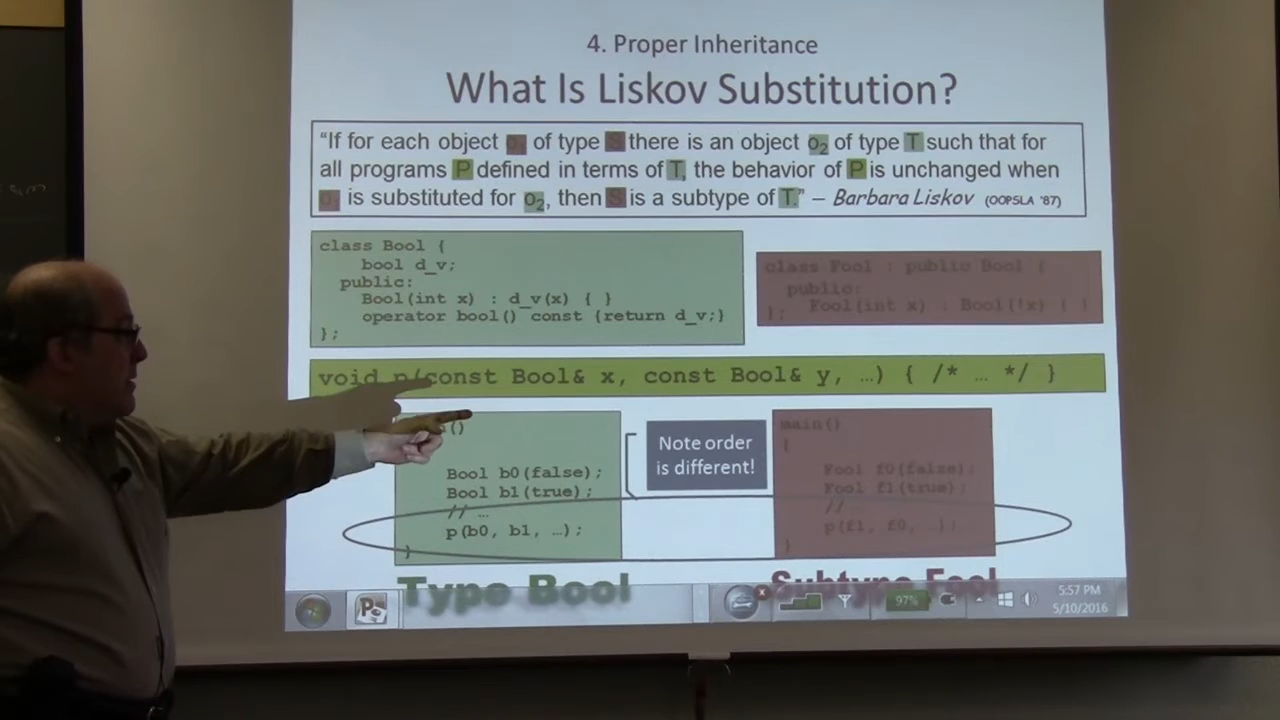 4. Proper Inheritance
What Is Liskov Substitution?
“If for each object o₁ of type S there is an object o₂ of type T such that for
all programs P defined in terms of T, the behavior of P is unchanged when
o₁ is substituted for o₂, then S is a subtype of T.” – Barbara Liskov (OOPSLA '87)
class Bool {
bool d_v;
public:
Bool(int x) : d_v(x) { }
operator bool() const {return d_v;}
};
class Fool : public Bool {
public:
Fool(int x) : Bool(!x) { }
};
void p(const Bool& x, const Bool& y, …) { /* … */ }
()
Bool b0(false);
Bool b1(true);
// …
p(b0, b1, …);
}
Note order
is different!
main()
{
Fool f0(false);
Fool f1(true);
// …
p(f1, f0, …);
}
Type Bool
Subtype Fool
97%
5:57 PM
5/10/2016